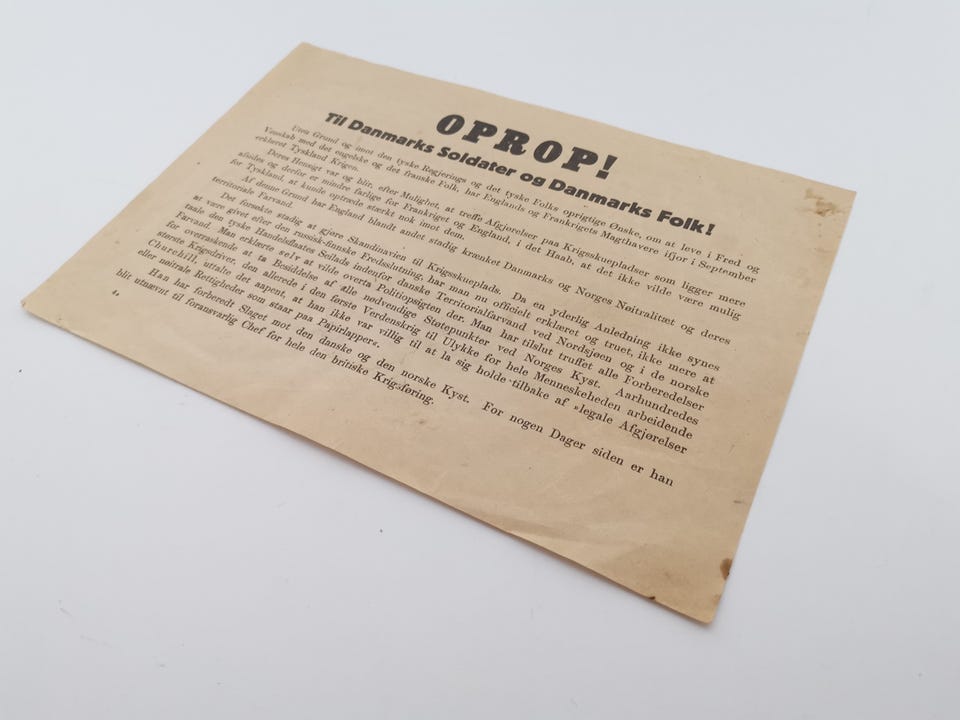 OPROP!
Til Danmarks Soldater og Danmarks Folk!
Uten Grund og imot den tyske Regjerings og det tyske Folks oprigtige Ønske, om at leve i Fred og
Venskab med det engelske og det franske Folk, har Englands og Frankrigets Magthavere ifjor i September
erklæret Tyskland Krigen.
Deres Hensigt var og blir, efter Mulighet, at treffe Afgjørelser paa Krigsskuepladser som ligger mere
afsides og derfor er mindre farlige for Frankriget og England, i det Haab, at det ikke vilde være mulig
for Tyskland, at kunde optræde stærkt nok imot dem.
Af denne Grund har England blandt andet stadig krænket Danmarks og Norges Nøitralitæt og deres
territoriale Farvand.
Det forsøkte stadig at gjøre Skandinavien til Krigsskueplads. Da en yderlig Anledning ikke synes
at være givet efter den russisk-finske Fredsslutning, har man nu officielt erklæret og truet, ikke mere at
taale den tyske Handelsflaates Seilads indenfor danske Territorialfarvand ved Nordsjøen og i de norske
Farvand. Man erklærte selv at vilde overta Politiopsigten der. Man har tilslut truffet alle Forberedelser
for overraskende at ta Besiddelse af alle nødvendige Støtepunkter ved Norges Kyst. Aarhundredes
største Krigsdriver, den allerede i den første Verdenskrig til Ulykke for hele Menneskeheden arbeidende
Churchill, uttalte det aapent, at han ikke var villig til at la sig holde tilbake af »legale Afgjørelser
eller nøitrale Rettigheder som staar paa Papirlapper«.
Han har forberedt Slaget mot den danske og den norske Kyst. For nogen Dager siden er han
blit utnævnt til foransvarlig Chef for hele den britiske Krigsføring.